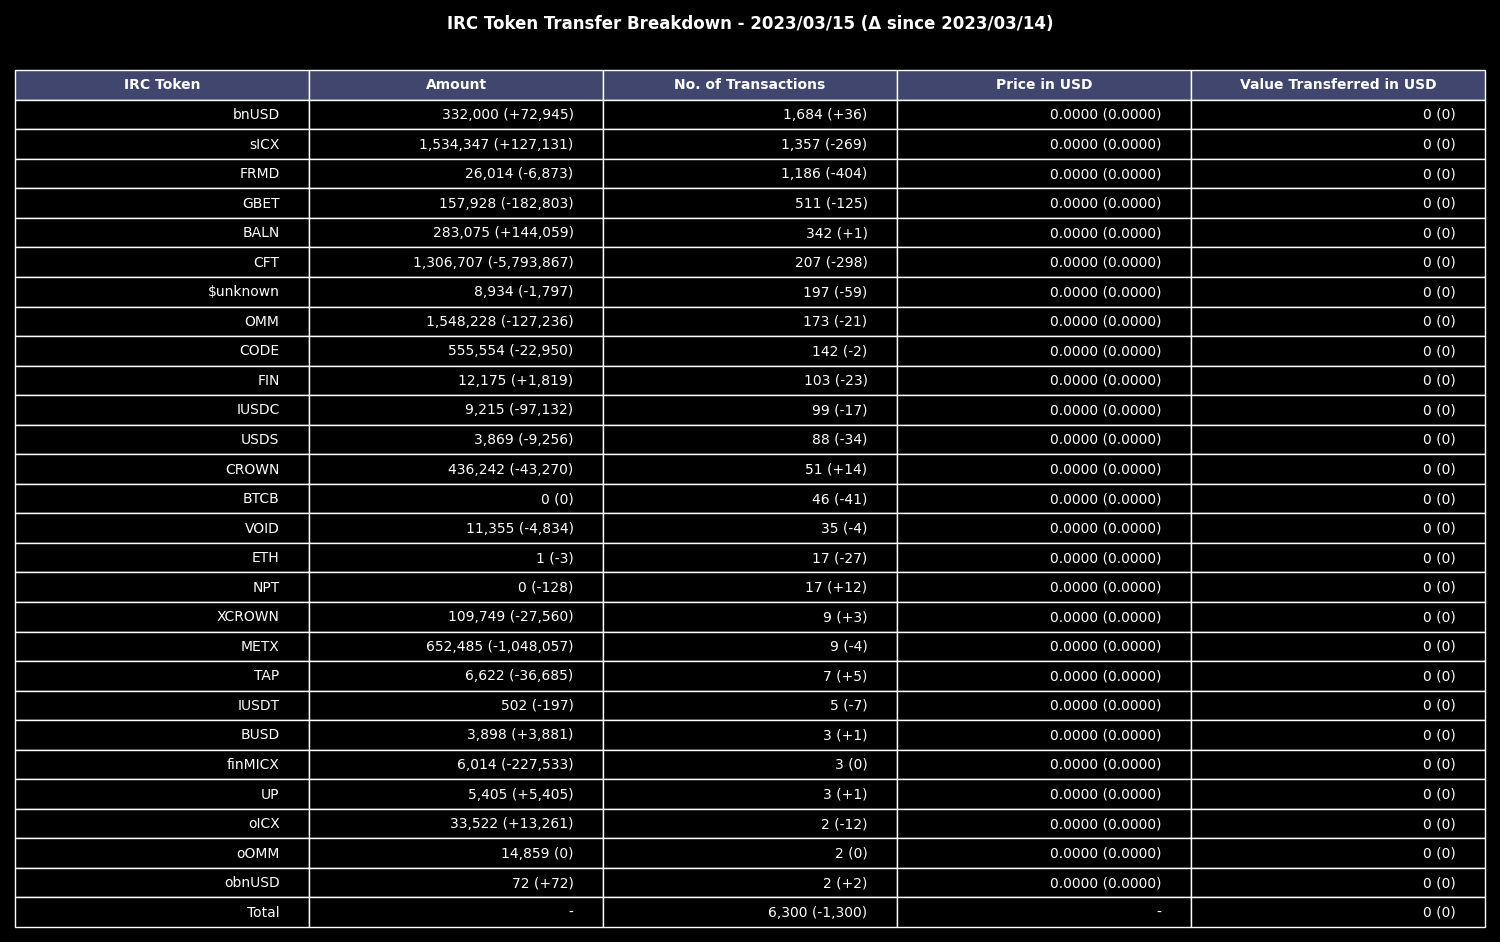 IRC Token Transfer Breakdown - 2023/03/15 (Δ since 2023/03/14)
IRC Token Amount No. of Transactions Price in USD Value Transferred in USD
bnUSD 332,000 (+72,945) 1,684 (+36) 0.0000 (0.0000) 0 (0)
sICX 1,534,347 (+127,131) 1,357 (-269) 0.0000 (0.0000) 0 (0)
FRMD 26,014 (-6,873) 1,186 (-404) 0.0000 (0.0000) 0 (0)
GBET 157,928 (-182,803) 511 (-125) 0.0000 (0.0000) 0 (0)
BALN 283,075 (+144,059) 342 (+1) 0.0000 (0.0000) 0 (0)
CFT 1,306,707 (-5,793,867) 207 (-298) 0.0000 (0.0000) 0 (0)
$unknown 8,934 (-1,797) 197 (-59) 0.0000 (0.0000) 0 (0)
OMM 1,548,228 (-127,236) 173 (-21) 0.0000 (0.0000) 0 (0)
CODE 555,554 (-22,950) 142 (-2) 0.0000 (0.0000) 0 (0)
FIN 12,175 (+1,819) 103 (-23) 0.0000 (0.0000) 0 (0)
IUSDC 9,215 (-97,132) 99 (-17) 0.0000 (0.0000) 0 (0)
USDS 3,869 (-9,256) 88 (-34) 0.0000 (0.0000) 0 (0)
CROWN 436,242 (-43,270) 51 (+14) 0.0000 (0.0000) 0 (0)
BTCB 0 (0) 46 (-41) 0.0000 (0.0000) 0 (0)
VOID 11,355 (-4,834) 35 (-4) 0.0000 (0.0000) 0 (0)
ETH 1 (-3) 17 (-27) 0.0000 (0.0000) 0 (0)
NPT 0 (-128) 17 (+12) 0.0000 (0.0000) 0 (0)
XCROWN 109,749 (-27,560) 9 (+3) 0.0000 (0.0000) 0 (0)
METX 652,485 (-1,048,057) 9 (-4) 0.0000 (0.0000) 0 (0)
TAP 6,622 (-36,685) 7 (+5) 0.0000 (0.0000) 0 (0)
IUSDT 502 (-197) 5 (-7) 0.0000 (0.0000) 0 (0)
BUSD 3,898 (+3,881) 3 (+1) 0.0000 (0.0000) 0 (0)
finMICX 6,014 (-227,533) 3 (0) 0.0000 (0.0000) 0 (0)
UP 5,405 (+5,405) 3 (+1) 0.0000 (0.0000) 0 (0)
oICX 33,522 (+13,261) 2 (-12) 0.0000 (0.0000) 0 (0)
oOMM 14,859 (0) 2 (0) 0.0000 (0.0000) 0 (0)
obnUSD 72 (+72) 2 (+2) 0.0000 (0.0000) 0 (0)
Total - 6,300 (-1,300) - 0 (0)